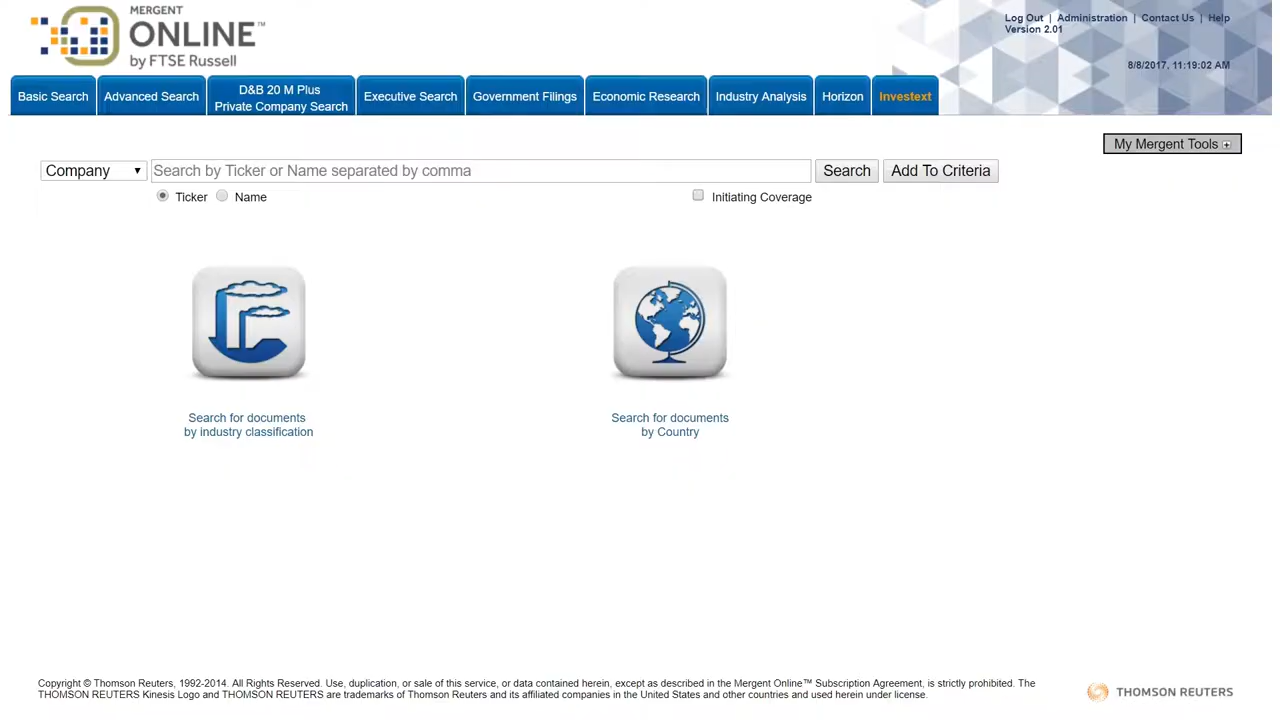 MERGENT
ONLINE™
by FTSE Russell
Log Out | Administration | Contact Us | Help
Version 2.01
8/8/2017, 11:19:02 AM
Basic Search
Advanced Search
D&B 20 M Plus
Private Company Search
Executive Search
Government Filings
Economic Research
Industry Analysis
Horizon
Investext
My Mergent Tools +
Company
Search by Ticker or Name separated by comma
Search
Add To Criteria
Ticker
Name
Initiating Coverage
Search for documents
by industry classification
Search for documents
by Country
Copyright © Thomson Reuters, 1992-2014. All Rights Reserved. Use, duplication, or sale of this service, or data contained herein, except as described in the Mergent Online™ Subscription Agreement, is strictly prohibited. The
THOMSON REUTERS Kinesis Logo and THOMSON REUTERS are trademarks of Thomson Reuters and its affiliated companies in the United States and other countries and used herein under license.
THOMSON REUTERS